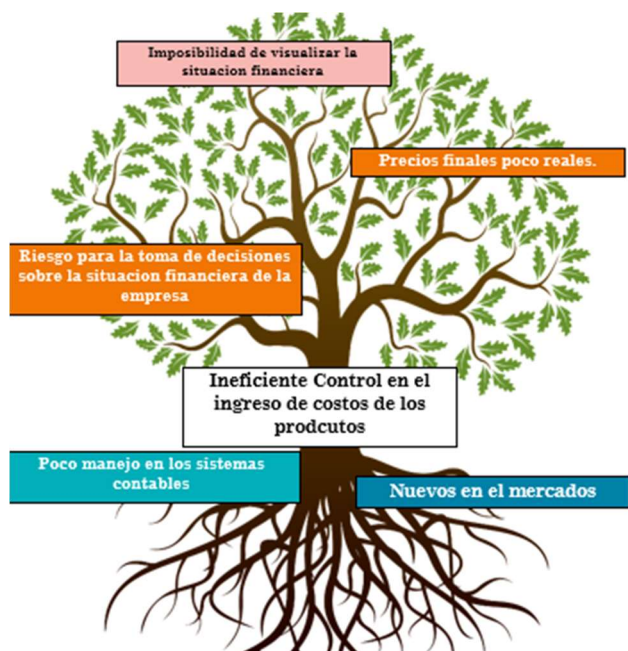 Imposibilidad de visualizar la
situacion financiera
Precios finales poco reales.
Riesgo para la toma de decisiones
sobre la situacion financiera de la
empresa
Ineficiente Control en el
ingreso de costos de los
prodcutos
Poco manejo en los sistemas
contables
Nuevos en el mercados